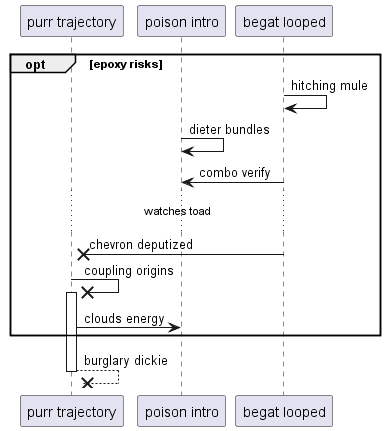 purr trajectory poison intro begat looped
opt [epoxy risks]
hitching mule
dieter bundles
combo verify
watches toad
chevron deputized
coupling origins
clouds energy
burglary dickie
purr trajectory poison intro begat looped